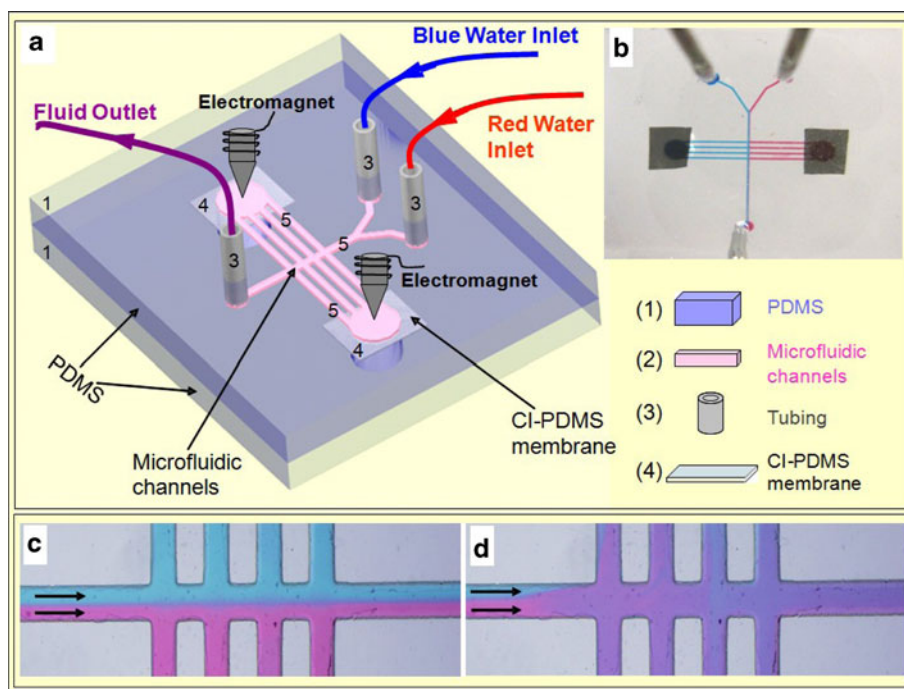 a
Blue Water Inlet
Fluid Outlet
Electromagnet
Red Water
Inlet
3
3
1
4
5
5
3
1
Electromagnet
5
4
PDMS
Microfluidic
channels
CI-PDMS
membrane
b
(1) PDMS
(2) Microfluidic
channels
(3) Tubing
(4) CI-PDMS
membrane
c
d